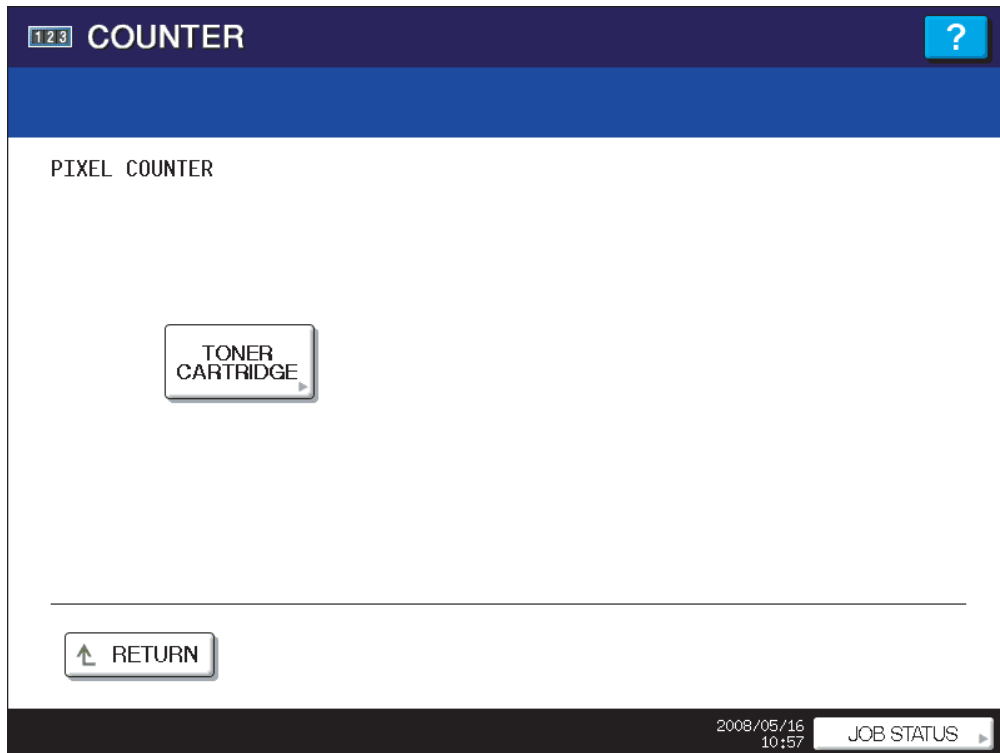 123 COUNTER ?
PIXEL COUNTER
TONER
CARTRIDGE
RETURN
2008/05/16
10:57
JOB STATUS